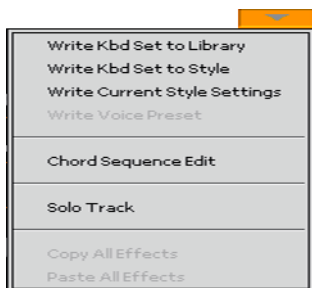 Write Kbd Set to Library
Write Kbd Set to Style
Write Current Style Settings
Write Voice Preset
Chord Sequence Edit
Solo Track
Copy All Effects
Paste All Effects